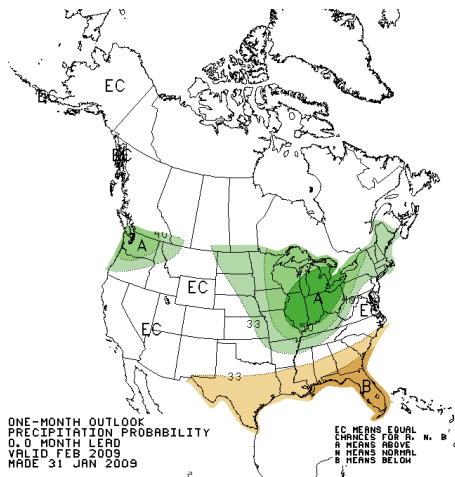 EC
EC
EC
40
A
EC
33
EC
A
50
40
EC
33
B
ONE-MONTH OUTLOOK
PRECIPITATION PROBABILITY
0.0 MONTH LEAD
VALID FEB 2009
MADE 31 JAN 2009
EC MEANS EQUAL
CHANCES FOR A, N, B
A MEANS ABOVE
N MEANS NORMAL
B MEANS BELOW